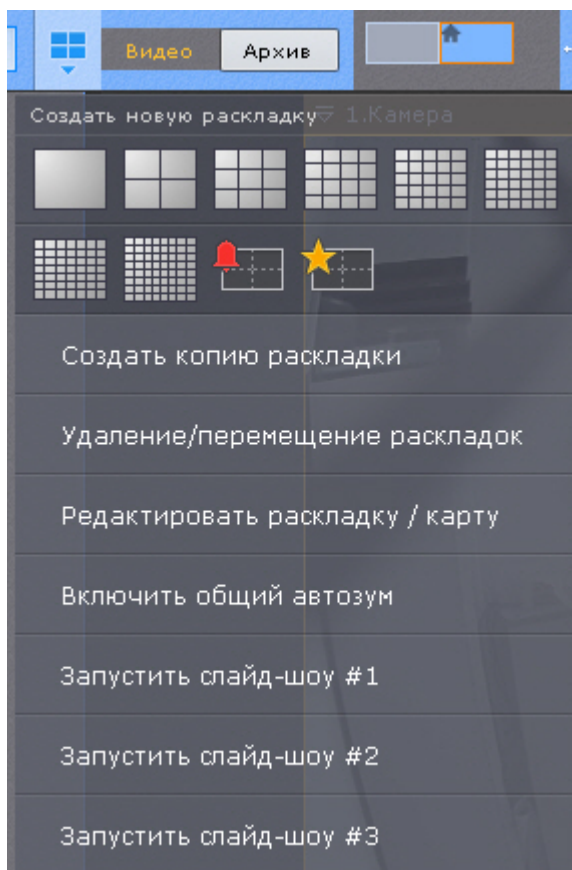 Видео Архив
Создать новую раскладку 1.Камера
Создать копию раскладки
Удаление/перемещение раскладок
Редактировать раскладку / карту
Включить общий автозум
Запустить слайд-шоу #1
Запустить слайд-шоу #2
Запустить слайд-шоу #3